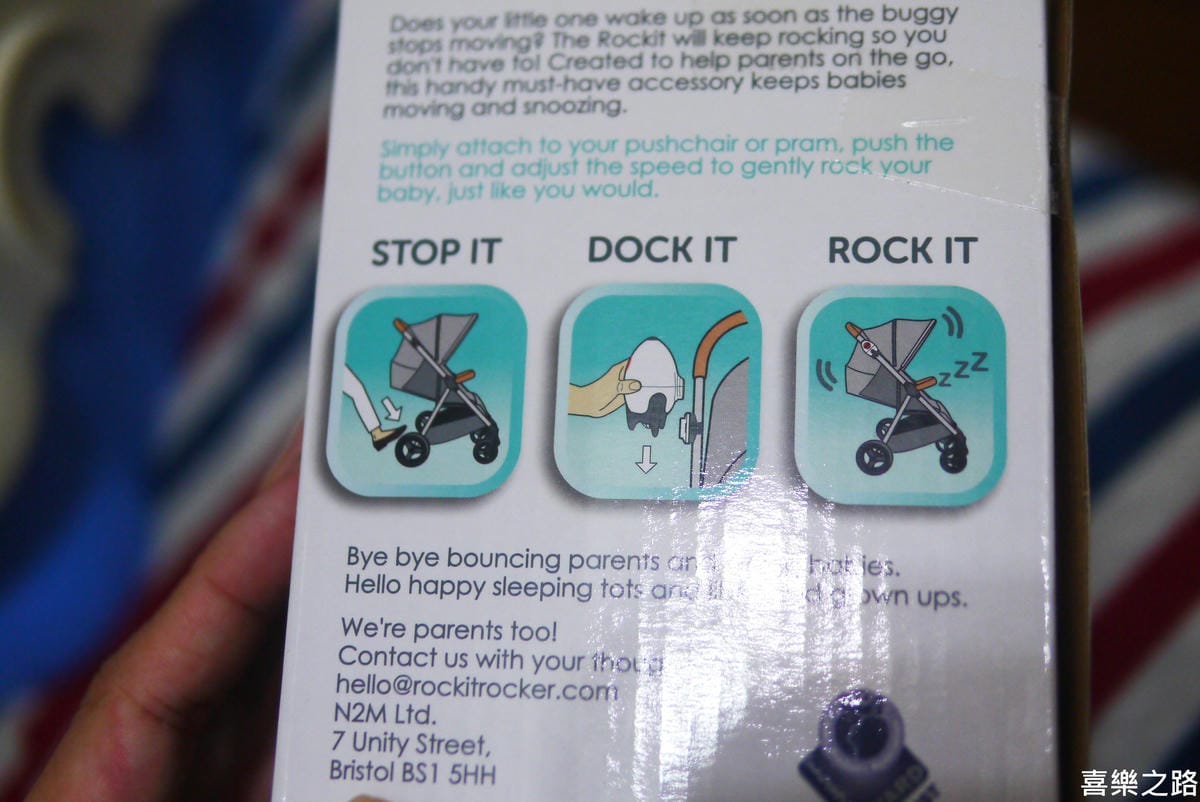 Does your little one wake up as soon as the buggy
stops moving? The Rockit will keep rocking so you
don't have to! Created to help parents on the go,
this handy must-have accessory keeps babies
moving and snoozing.
Simply attach to your pushchair or pram, push the
button and adjust the speed to gently rock your
baby, just like you would.
STOP IT
DOCK IT
ROCK IT
zzZ
Bye bye bouncing parents and babies.
Hello happy sleeping tots and grown ups.
We're parents too!
Contact us with your
hello@rockitrocker.com
N2M Ltd.
7 Unity Street,
Bristol BS1 5HH
喜樂之路